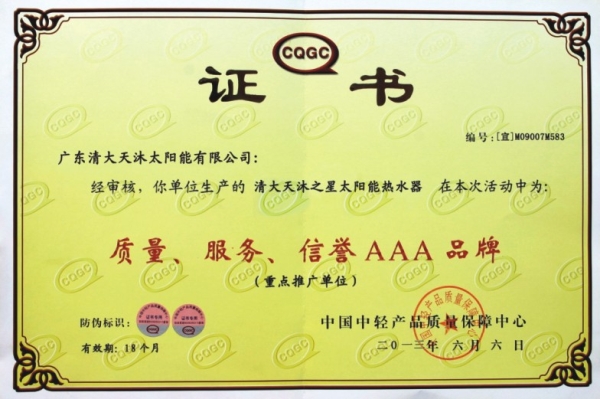 CQGC
证书
编号:[宣]M09007M583
广东清大天沐太阳能有限公司:
经审核,你单位生产的 清大天沐之星太阳能热水器 在本次活动中为:
质量、服务、信誉AAA品牌
(重点推广单位)
防伪标识:
中国中轻产品质量保障中心
有效期:18个月
二〇一三年 六月 六日